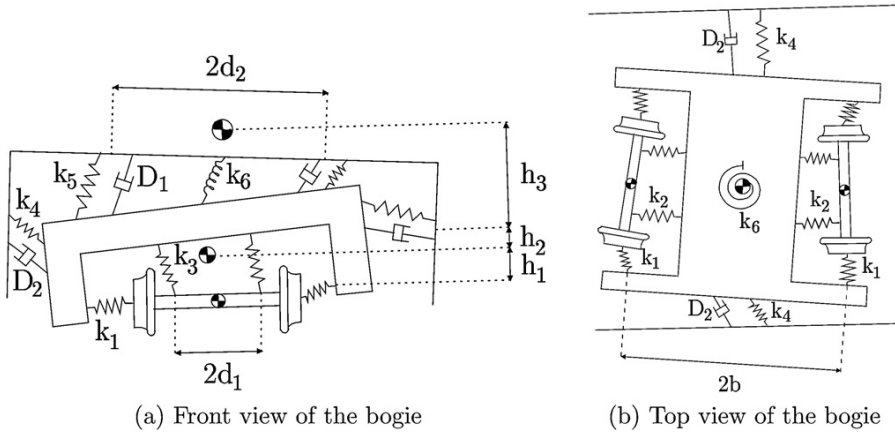 2d₂
k₅
D₁
k₆
k₄
D₂
k₃
k₁
2d₁
h₃
h₂
h₁
(a) Front view of the bogie
D₂
k₄
k₂
k₆
k₂
k₁
k₁
D₂
k₄
2b
(b) Top view of the bogie